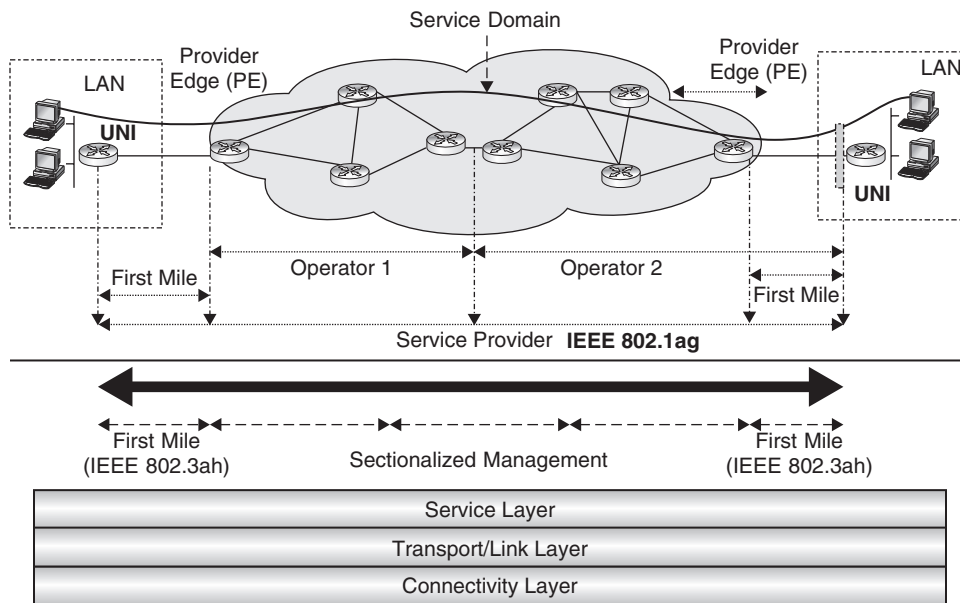 Service Domain
Provider
Edge (PE)
Provider
Edge (PE)
LAN
LAN
UNI
UNI
Operator 1
Operator 2
First Mile
First Mile
Service Provider IEEE 802.1ag
First Mile
(IEEE 802.3ah)
Sectionalized Management
First Mile
(IEEE 802.3ah)
Service Layer
Transport/Link Layer
Connectivity Layer